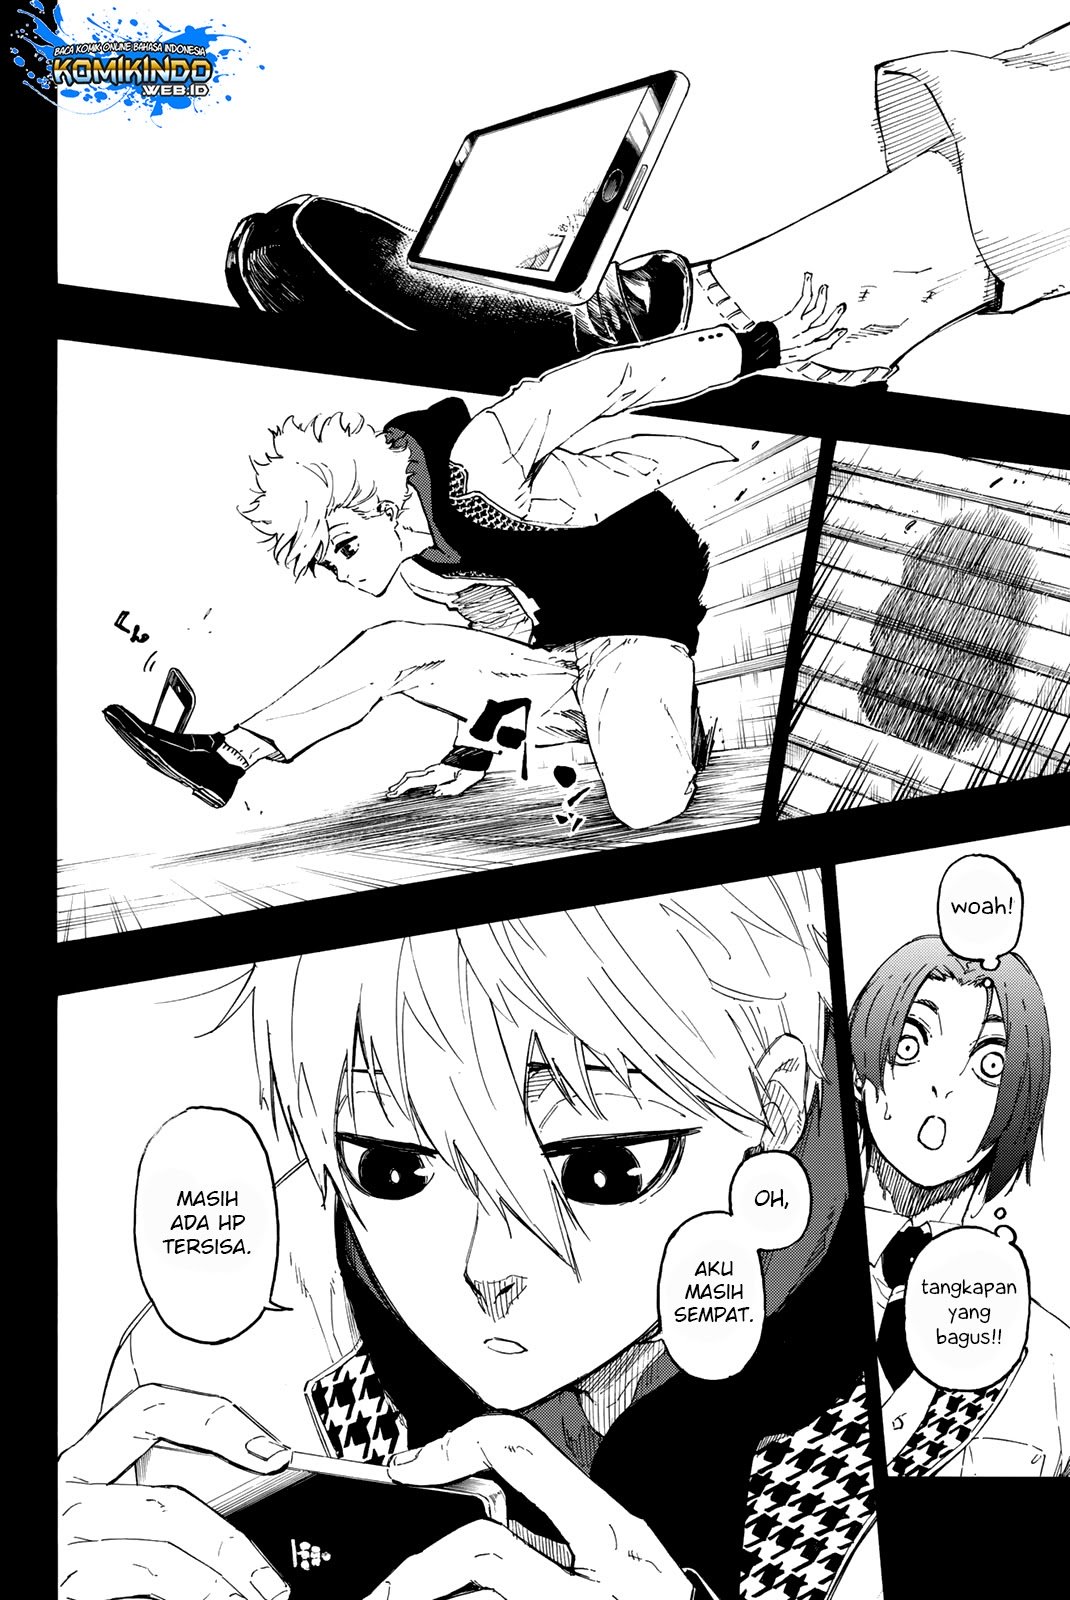 BACA KOMIK ONLINE BAHASA INDONESIA
KOMIKINDO
WEB.ID
woah!
tangkapan
yang
bagus!!
OH,
AKU
MASIH
SEMPAT.
MASIH
ADA HP
TERSISA.